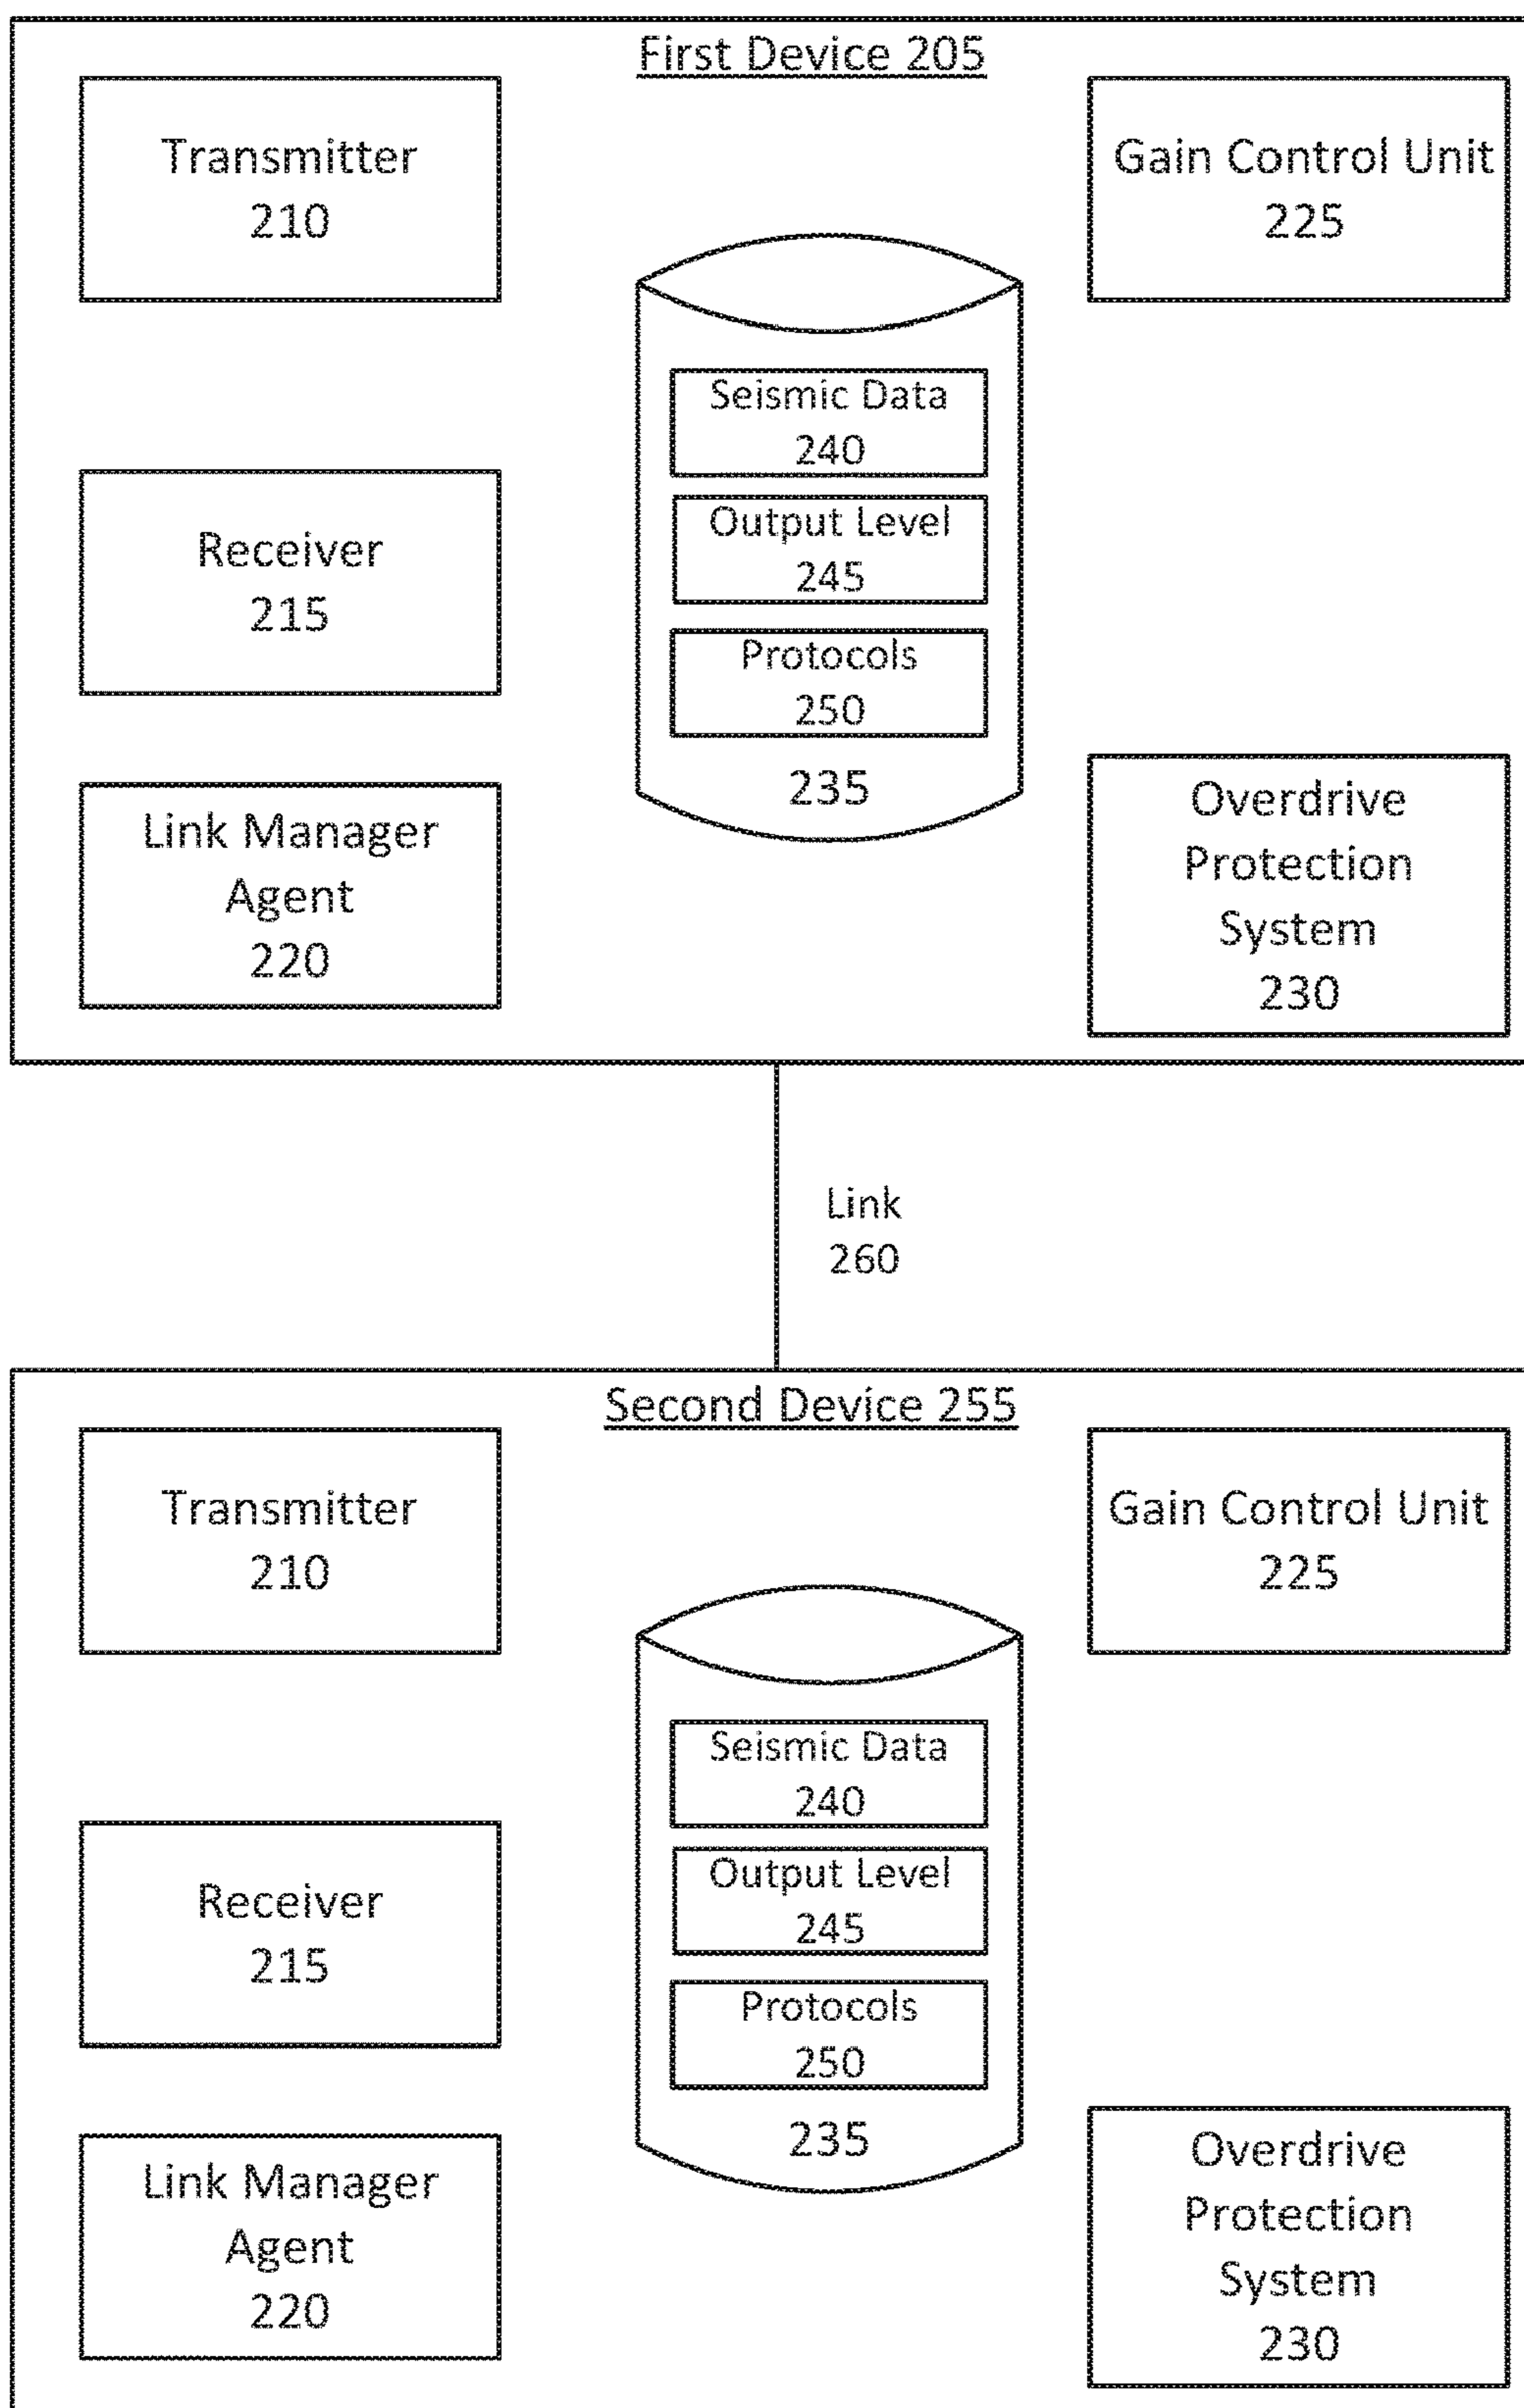 First Device 205
Transmitter
210
Gain Control Unit
225
Seismic Data
240
Output Level
245
Receiver
215
Protocols
250
235
Link Manager
Agent
220
Overdrive
Protection
System
230
Link
260
Second Device 255
Transmitter
210
Gain Control Unit
225
Seismic Data
240
Output Level
245
Receiver
215
Protocols
250
235
Link Manager
Agent
220
Overdrive
Protection
System
230